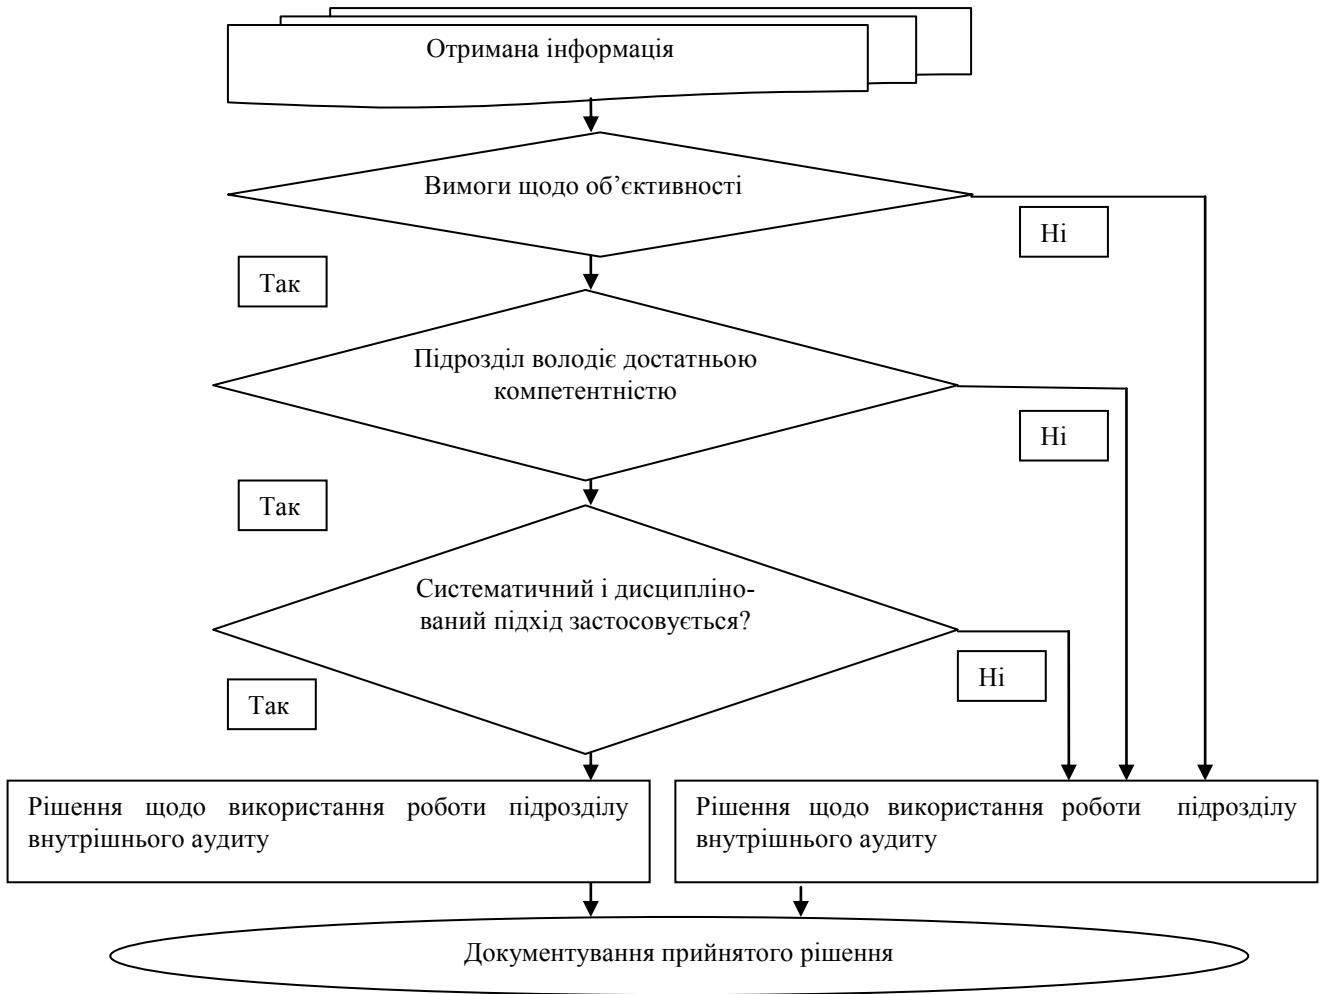 Отримана інформація
Вимоги щодо об’єктивності
Ні
Так
Підрозділ володіє достатньою
компетентністю
Ні
Так
Систематичний і дисципліно-
ваний підхід застосовується?
Ні
Так
Рішення щодо використання роботи підрозділу
внутрішнього аудиту
Рішення щодо використання роботи підрозділу
внутрішнього аудиту
Документування прийнятого рішення